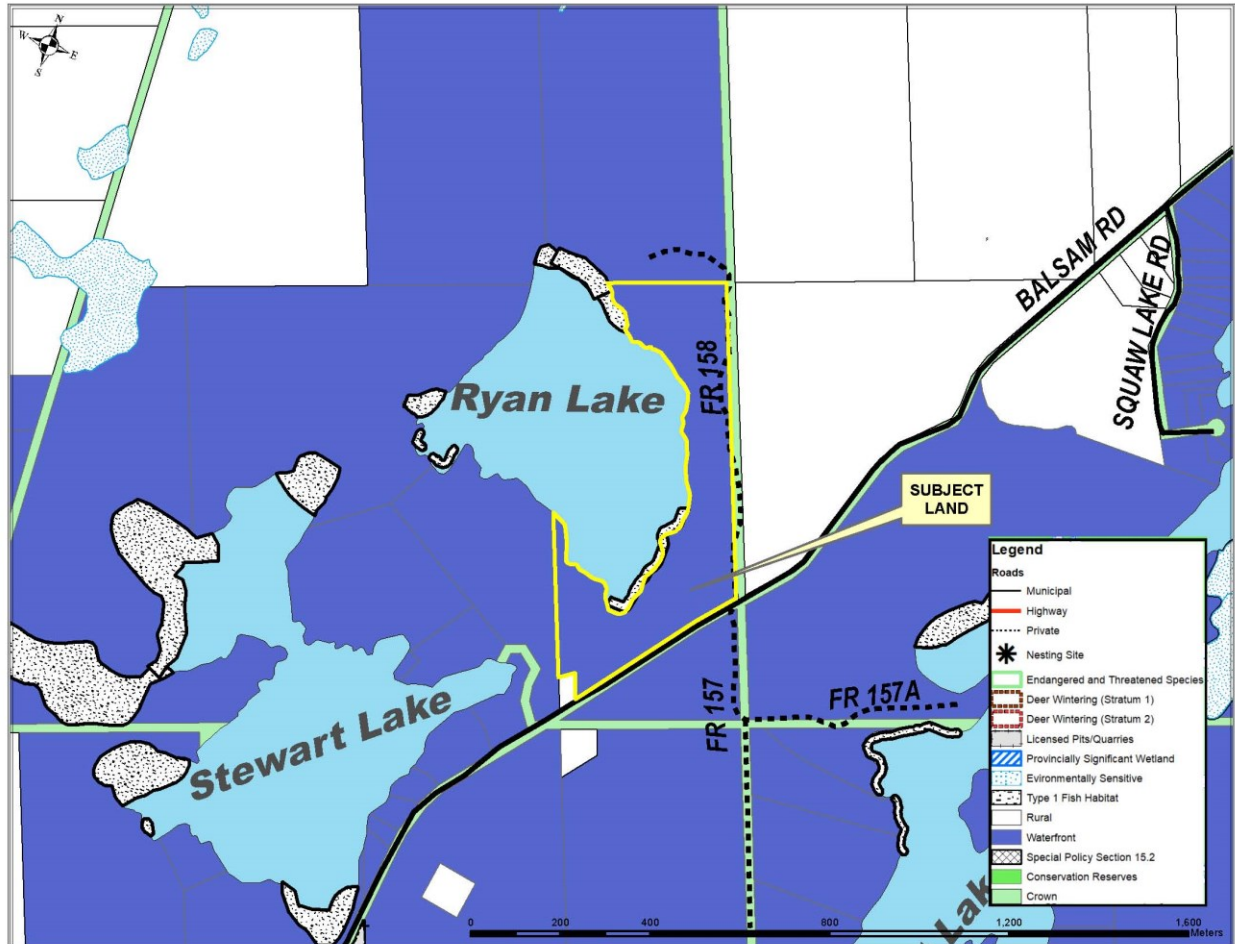 N
W
E
S
BALSAM RD
SQUAW LAKE RD
FR 158
Ryan Lake
SUBJECT
LAND
Stewart Lake
FR 157
FR 157A
Lake
Legend
Roads
Municipal
Highway
Private
Nesting Site
Endangered and Threatened Species
Deer Wintering (Stratum 1)
Deer Wintering (Stratum 2)
Licensed Pits/Quarries
Provincially Significant Wetland
Evironmentally Sensitive
Type 1 Fish Habitat
Rural
Waterfront
Special Policy Section 15.2
Conservation Reserves
Crown
0 200 400 800 1,200 1,600
Meters